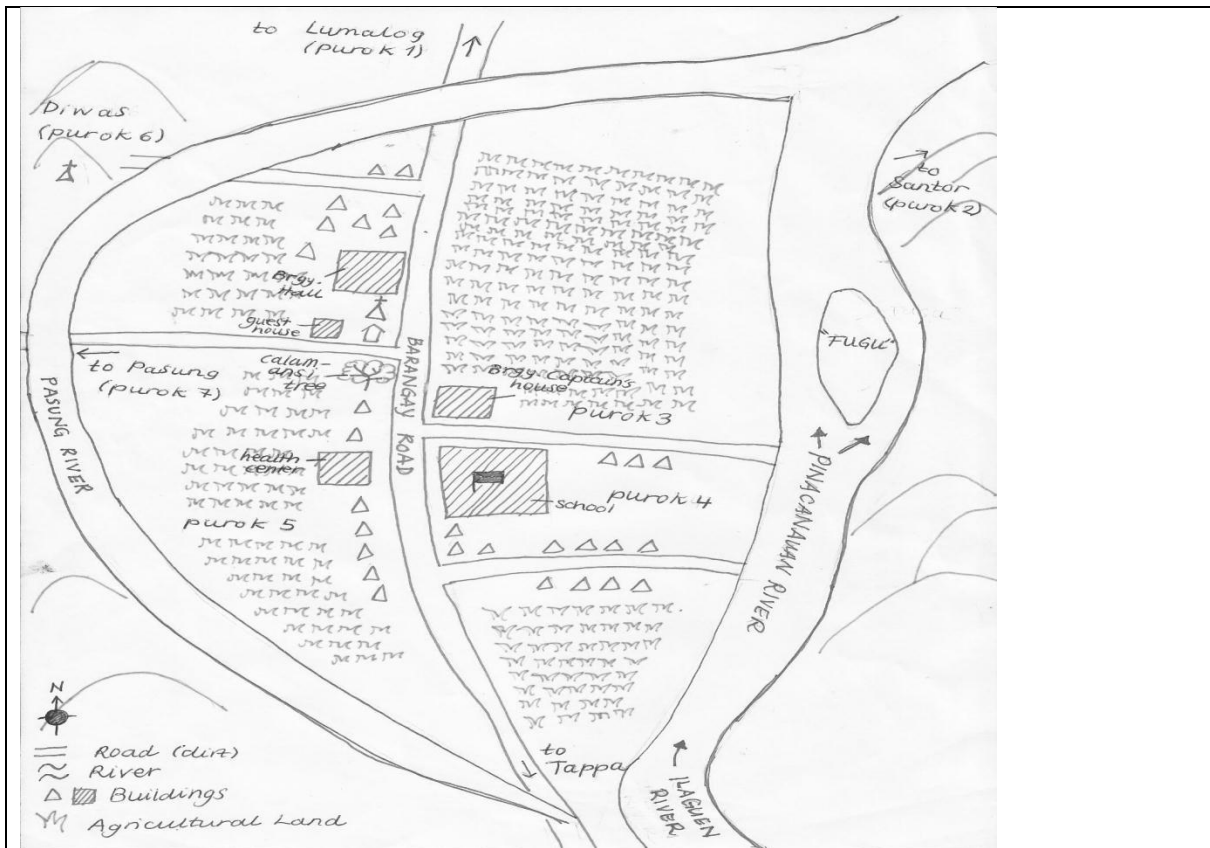 to Lumalog
(purok 1)
Diwas
(purok 6)
to
Santor
(purok 2)
Brgy.
Hall
guest
house
"FUGU"
to Pasung
(purok 7)
Calam-
ansi
tree
BARANGAY ROAD
Brgy Captain's
house
purok 3
PASUNG RIVER
health
center
purok 4
school
PINACANAWAN RIVER
purok 5
N
to
Tappa
ILAGUEN
RIVER
Road (dirt)
River
Buildings
Agricultural Land